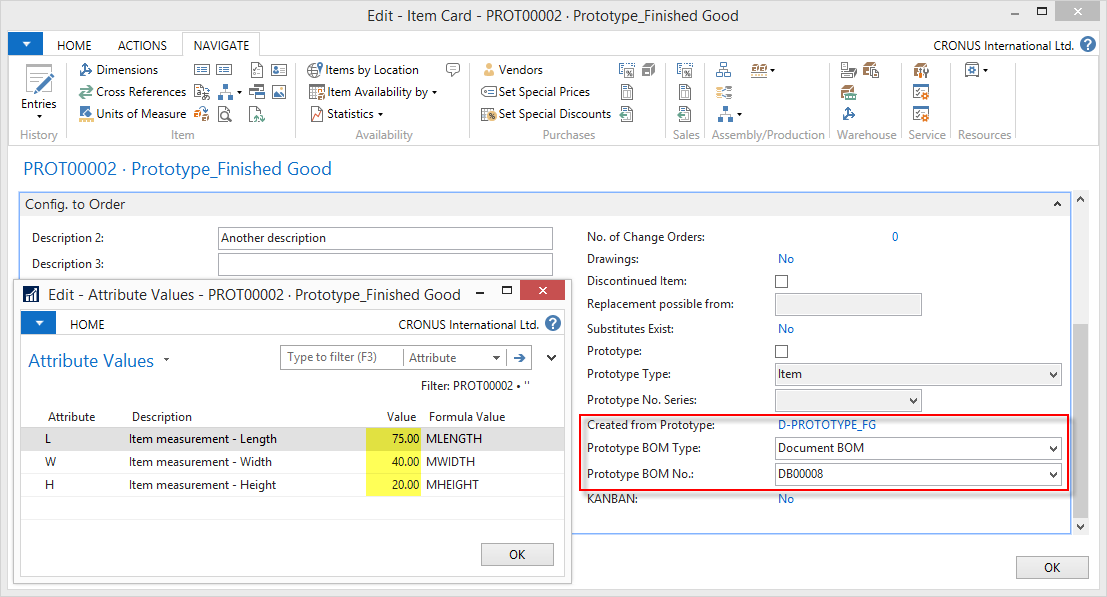 Edit - Item Card - PROT00002 · Prototype_Finished Good
HOME ACTIONS NAVIGATE CRONUS International Ltd. ?
Entries
History
Dimensions
Cross References
Units of Measure
Item
Items by Location
Item Availability by
Statistics
Availability
Vendors
Set Special Prices
Set Special Discounts
Purchases
Sales
Assembly/Production
Warehouse
Service
Resources
PROT00002 · Prototype_Finished Good
Config. to Order
Description 2: Another description
Description 3:
No. of Change Orders: 0
Drawings: No
Discontinued Item:
Replacement possible from:
Substitutes Exist: No
Prototype:
Prototype Type: Item
Prototype No. Series:
Created from Prototype: D-PROTOTYPE_FG
Prototype BOM Type: Document BOM
Prototype BOM No.: DB00008
KANBAN: No
OK
Edit - Attribute Values - PROT00002 · Prototype_Finished Good
HOME CRONUS International Ltd. ?
Attribute Values
Type to filter (F3) Attribute
Filter: PROT00002 • ''
Attribute Description Value Formula Value
L Item measurement - Length 75.00 MLENGTH
W Item measurement - Width 40.00 MWIDTH
H Item measurement - Height 20.00 MHEIGHT
OK